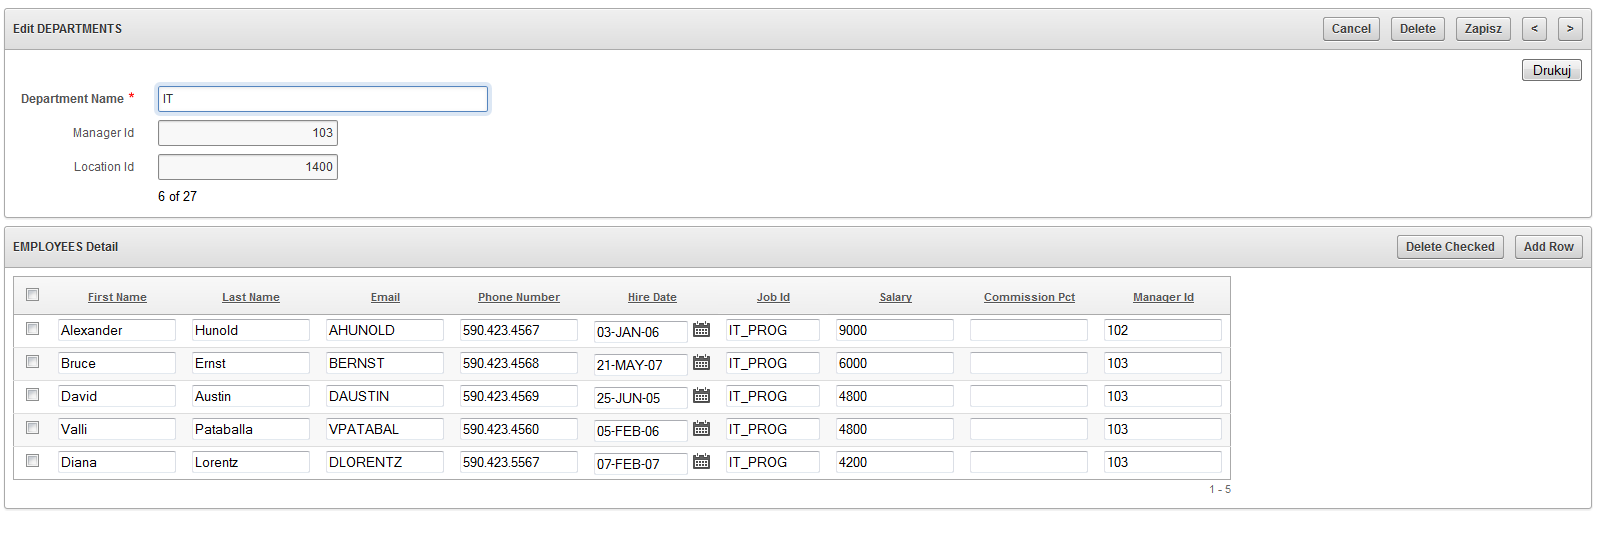 Edit DEPARTMENTS Cancel Delete Zapisz < >
Drukuj
Department Name * IT
Manager Id 103
Location Id 1400
6 of 27
EMPLOYEES Detail Delete Checked Add Row
First Name Last Name Email Phone Number Hire Date Job Id Salary Commission Pct Manager Id
Alexander Hunold AHUNOLD 590.423.4567 03-JAN-06 IT_PROG 9000 102
Bruce Ernst BERNST 590.423.4568 21-MAY-07 IT_PROG 6000 103
David Austin DAUSTIN 590.423.4569 25-JUN-05 IT_PROG 4800 103
Valli Pataballa VPATABAL 590.423.4560 05-FEB-06 IT_PROG 4800 103
Diana Lorentz DLORENTZ 590.423.5567 07-FEB-07 IT_PROG 4200 103
1 - 5